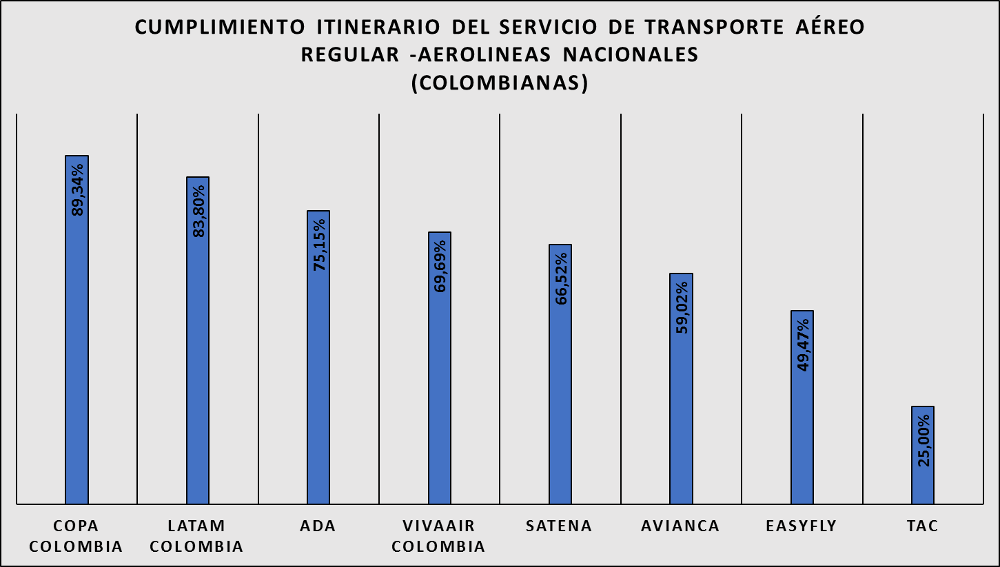 CUMPLIMIENTO ITINERARIO DEL SERVICIO DE TRANSPORTE AÉREO
REGULAR -AEROLINEAS NACIONALES
(COLOMBIANAS)
89,34%
83,80%
75,15%
69,69%
66,52%
59,02%
49,47%
25,00%
COPA
COLOMBIA
LATAM
COLOMBIA
ADA
VIVAAIR
COLOMBIA
SATENA
AVIANCA
EASYFLY
TAC